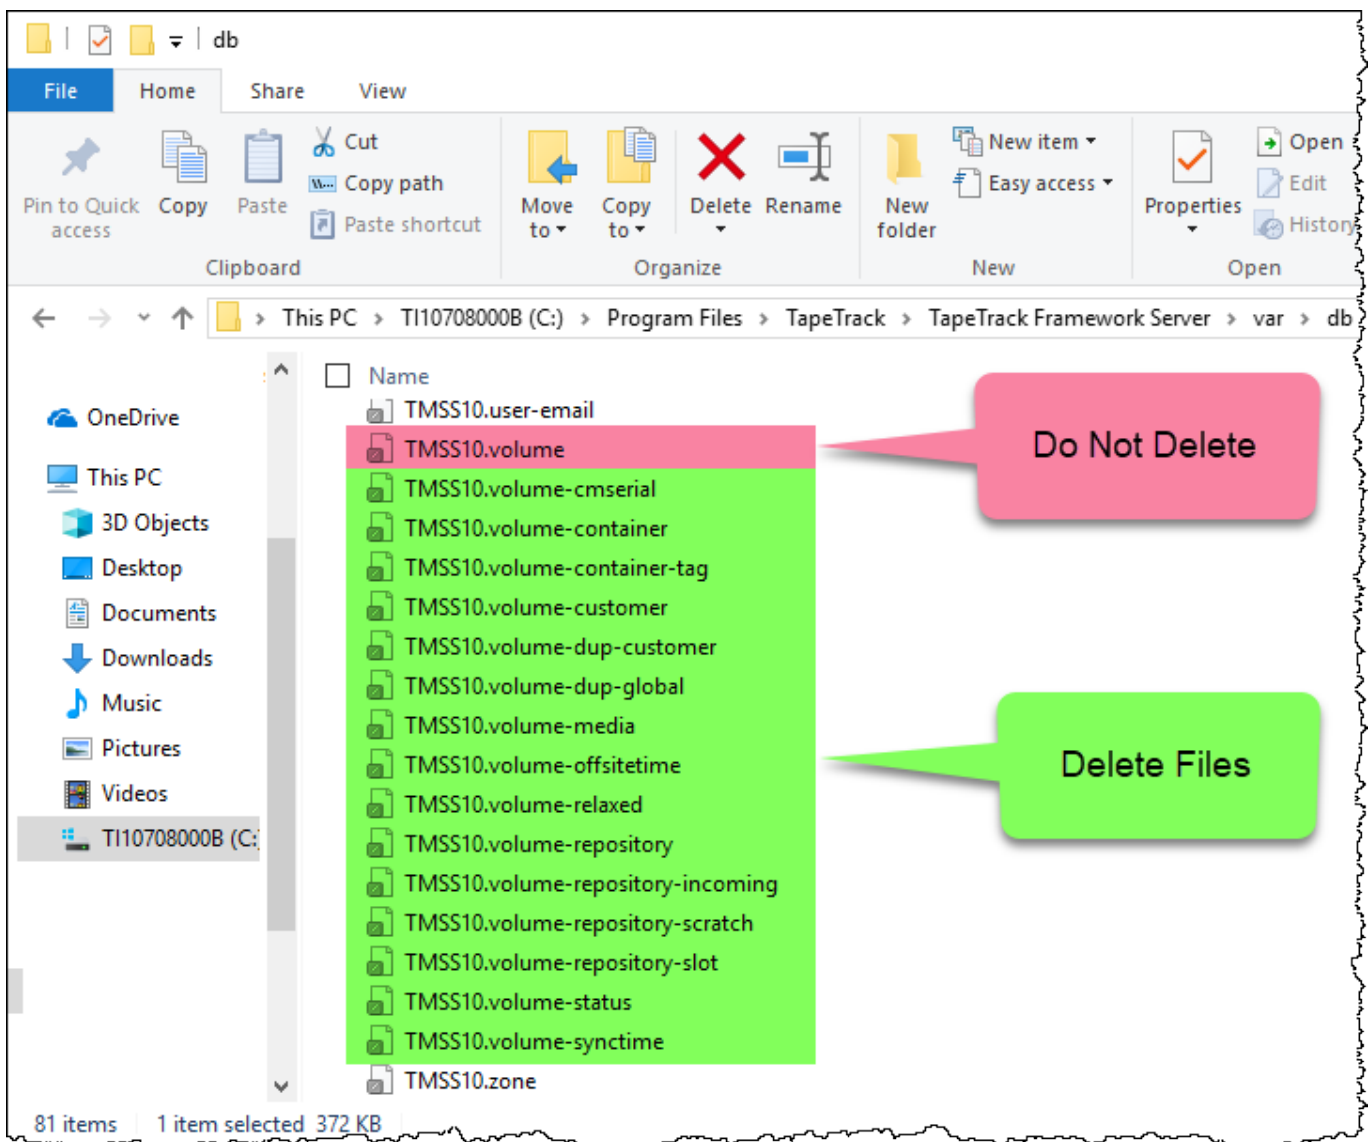 db
File Home Share View
Pin to Quick access
Copy
Paste
Cut
Copy path
Paste shortcut
Move to
Copy to
Delete
Rename
New folder
New item
Easy access
Properties
Open
Edit
History
Clipboard Organize New Open
This PC > TI10708000B (C:) > Program Files > TapeTrack > TapeTrack Framework Server > var > db
OneDrive
This PC
3D Objects
Desktop
Documents
Downloads
Music
Pictures
Videos
TI10708000B (C:
Name
TMSS10.user-email
TMSS10.volume
TMSS10.volume-cmserial
TMSS10.volume-container
TMSS10.volume-container-tag
TMSS10.volume-customer
TMSS10.volume-dup-customer
TMSS10.volume-dup-global
TMSS10.volume-media
TMSS10.volume-offsitetime
TMSS10.volume-relaxed
TMSS10.volume-repository
TMSS10.volume-repository-incoming
TMSS10.volume-repository-scratch
TMSS10.volume-repository-slot
TMSS10.volume-status
TMSS10.volume-synctime
TMSS10.zone
Do Not Delete
Delete Files
81 items 1 item selected 372 KB